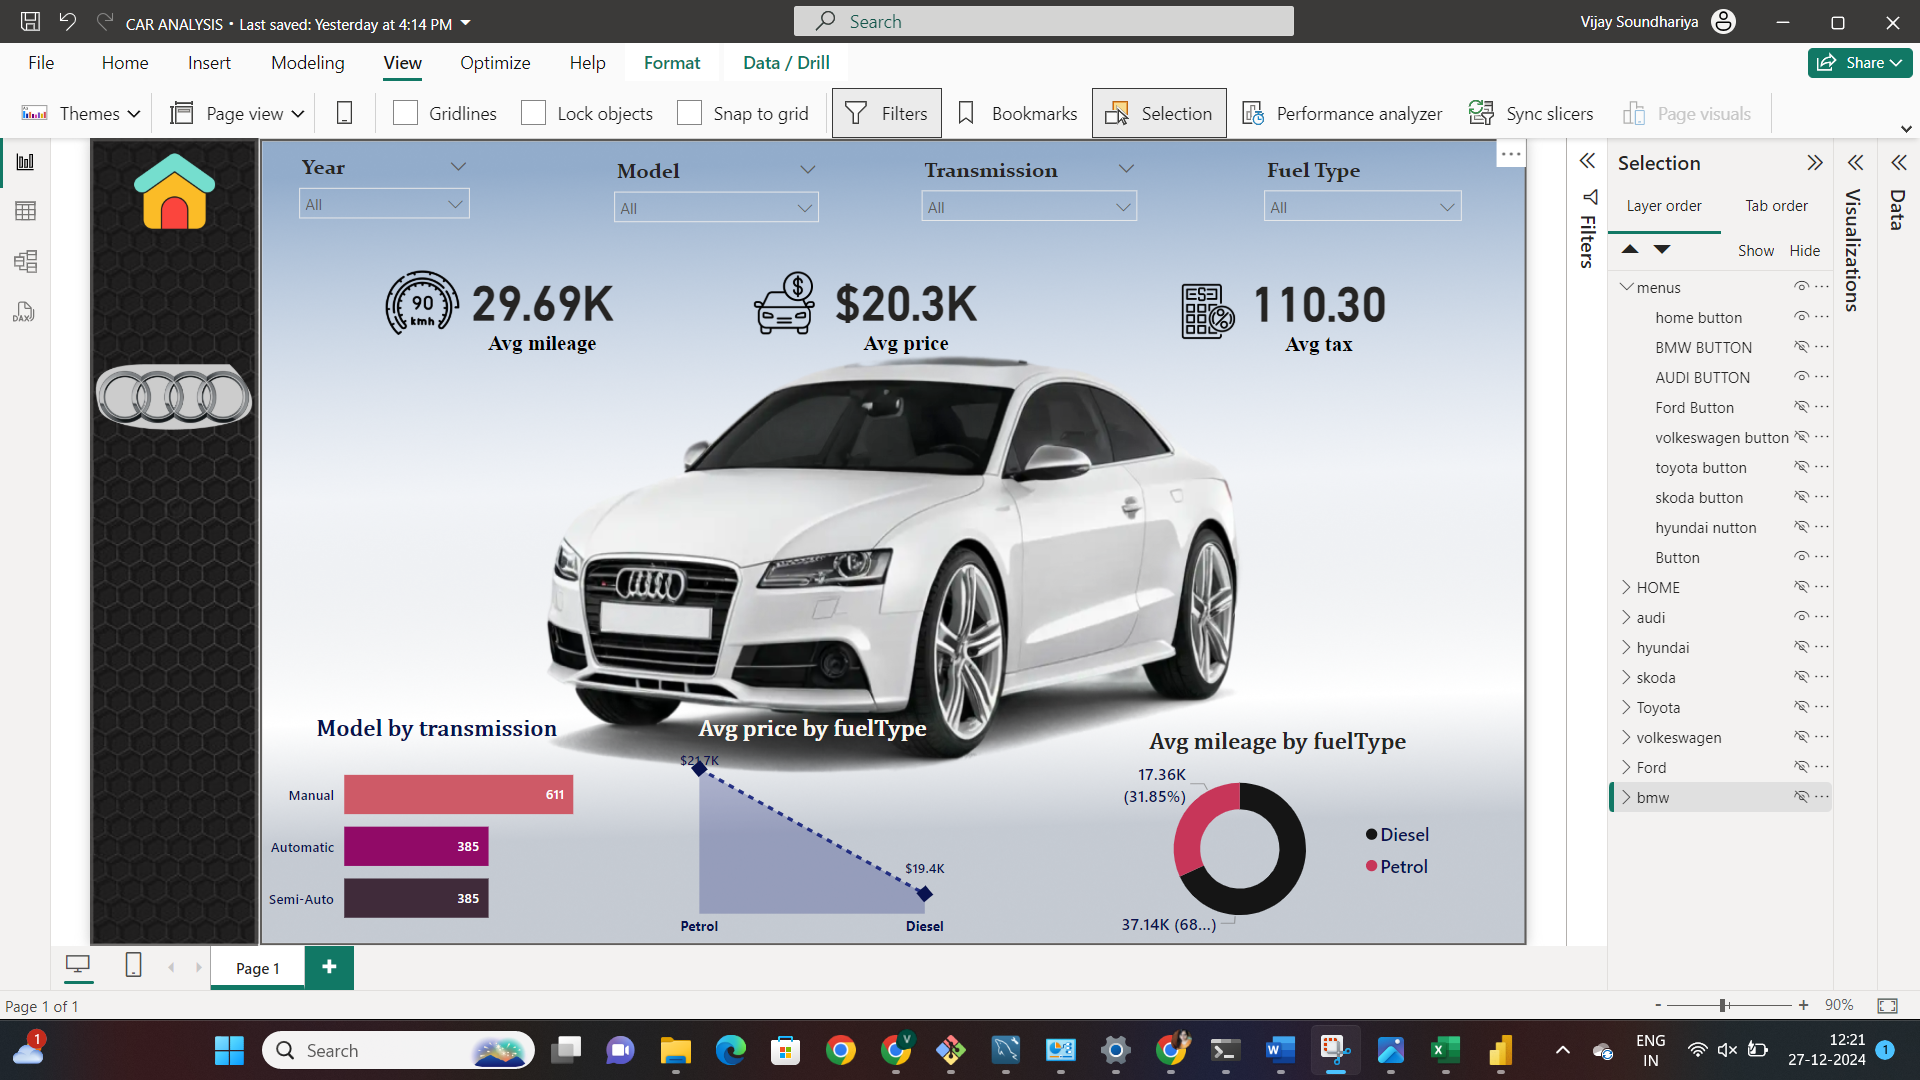 CAR ANALYSIS • Last saved: Yesterday at 4:14 PM
Search
Vijay Soundhariya
File Home Insert Modeling View Optimize Help Format Data / Drill
Share
Themes Page view Gridlines Lock objects Snap to grid Filters Bookmarks Selection Performance analyzer Sync slicers Page visuals
Year
All
Model
All
Transmission
All
Fuel Type
All
90
kmh
29.69K
Avg mileage
$
$20.3K
Avg price
%
110.30
Avg tax
Model by transmission
Manual 611
Automatic 385
Semi-Auto 385
Avg price by fuelType
$21.7K
$19.4K
Petrol Diesel
Avg mileage by fuelType
17.36K
(31.85%)
37.14K (68...)
Diesel
Petrol
Filters
Selection
Layer order Tab order
Show Hide
menus
home button
BMW BUTTON
AUDI BUTTON
Ford Button
volkeswagen button
toyota button
skoda button
hyundai nutton
Button
HOME
audi
hyundai
skoda
Toyota
volkeswagen
Ford
bmw
Visualizations
Data
DAX
Page 1
Page 1 of 1
- + 90%
1
Search
V
ENG
IN
12:21
27-12-2024
1